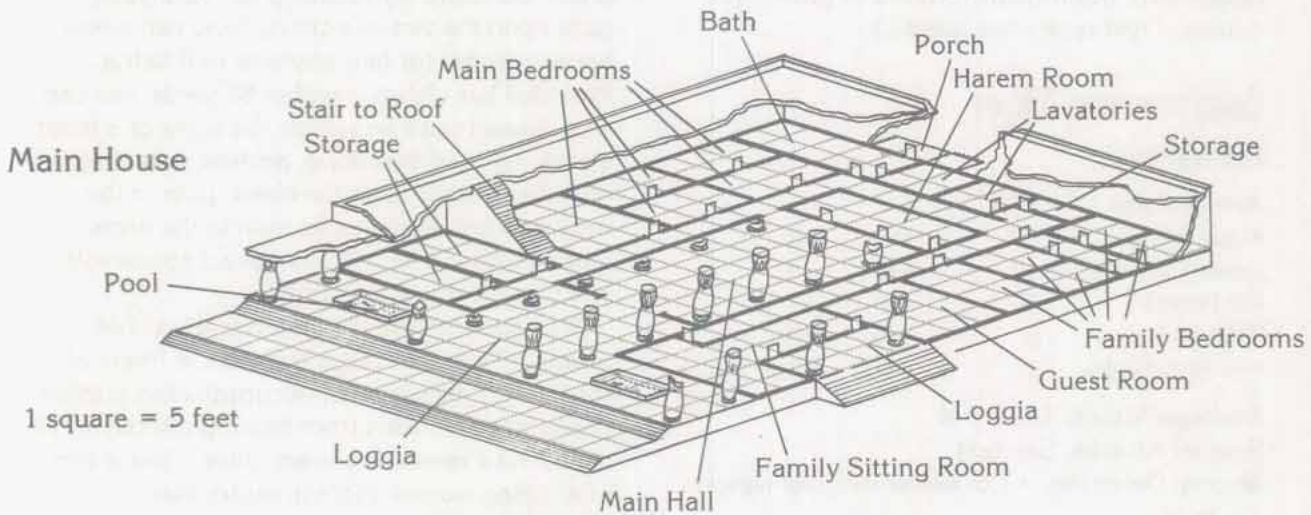 Bath
Porch
Main Bedrooms
Harem Room
Stair to Roof
Lavatories
Storage
Storage
Main House
Pool
Family Bedrooms
Guest Room
1 square = 5 feet
Loggia
Loggia
Family Sitting Room
Main Hall